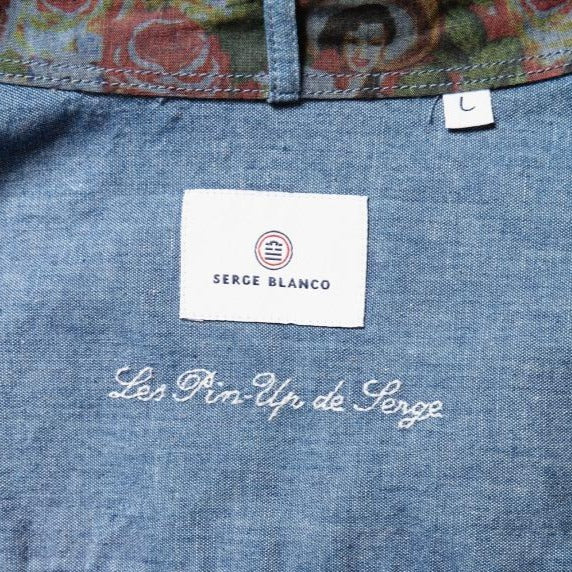 L
SERGE BLANCO
Les Pin-Up de Serge